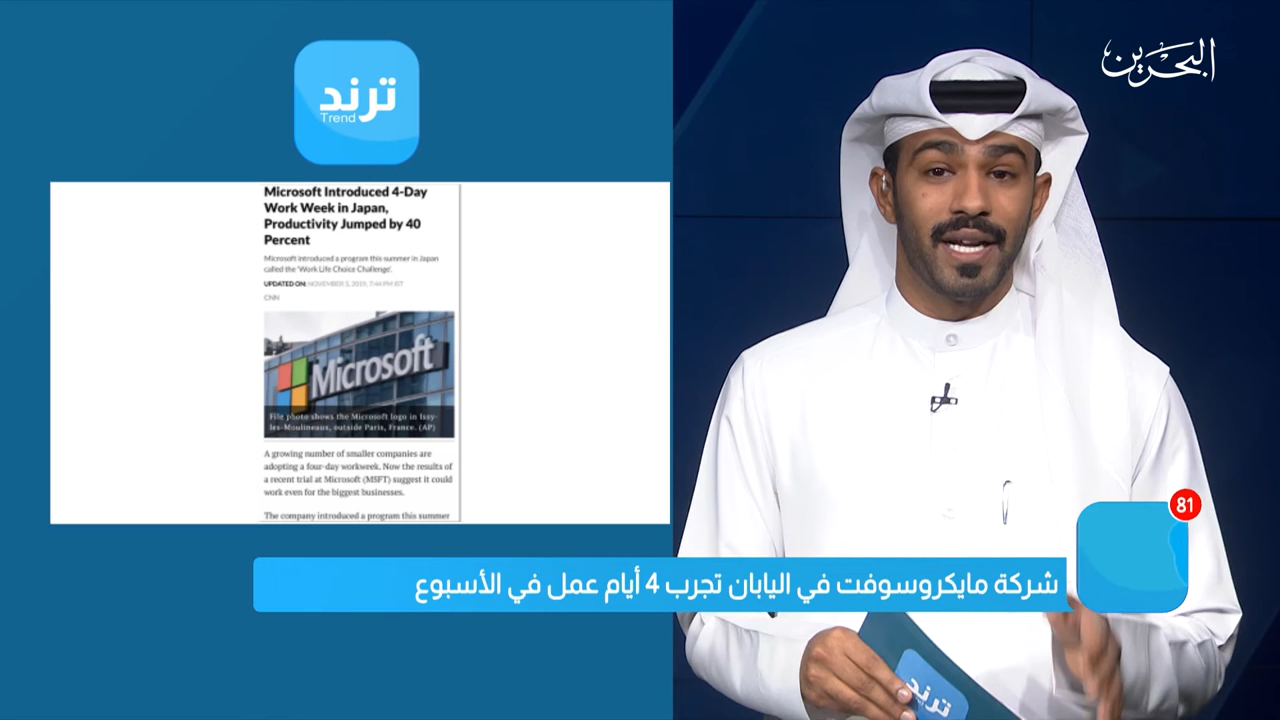 البحرين
ترند
Trend
Microsoft Introduced 4-Day
Work Week in Japan,
Productivity Jumped by 40
Percent
Microsoft introduced a program this summer in Japan
called the 'Work Life Choice Challenge'.
UPDATED ON: NOVEMBER 5, 2019, 7:44 PM IST
CNN
Microsoft
File photo shows the Microsoft logo in Issy-
les-Moulineaux, outside Paris, France. (AP)
A growing number of smaller companies are
adopting a four-day workweek. Now the results of
a recent trial at Microsoft (MSFT) suggest it could
work even for the biggest businesses.
The company introduced a program this summer
81
شركة مايكروسوفت في اليابان تجرب 4 أيام عمل في الأسبوع
ترند